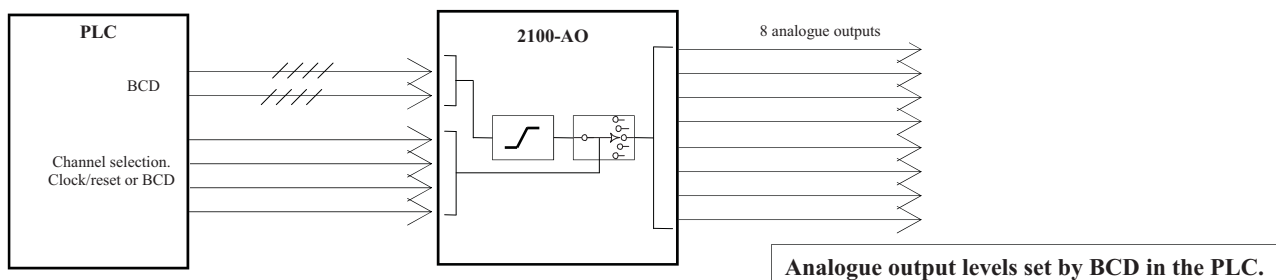 PLC
2100-AO
8 analogue outputs
BCD
Channel selection.
Clock/reset or BCD
Analogue output levels set by BCD in the PLC.